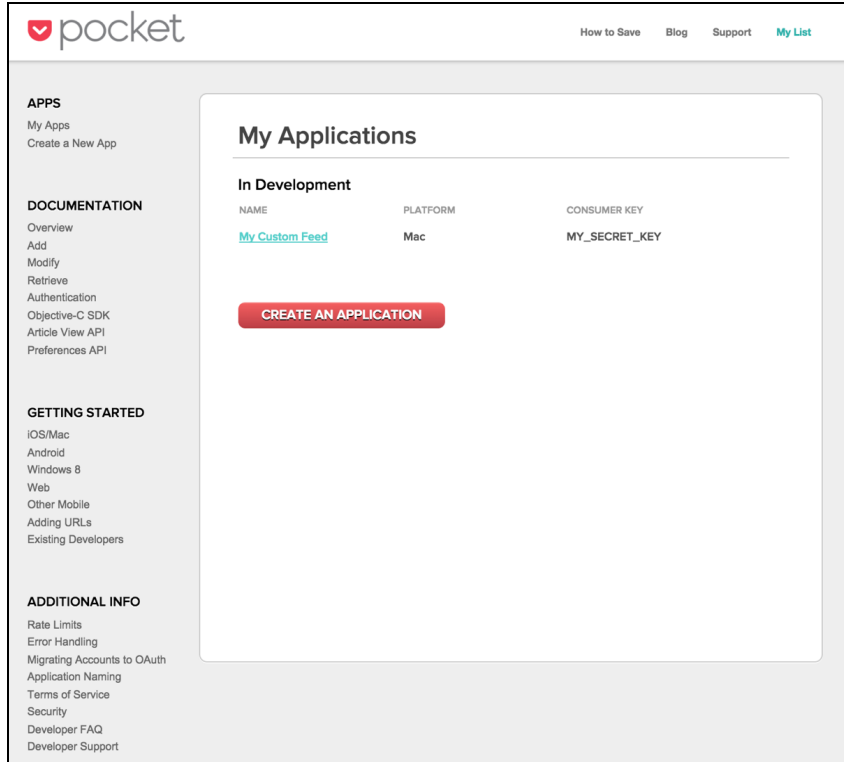 pocket
How to Save Blog Support My List
APPS
My Apps
Create a New App
DOCUMENTATION
Overview
Add
Modify
Retrieve
Authentication
Objective-C SDK
Article View API
Preferences API
GETTING STARTED
iOS/Mac
Android
Windows 8
Web
Other Mobile
Adding URLs
Existing Developers
ADDITIONAL INFO
Rate Limits
Error Handling
Migrating Accounts to OAuth
Application Naming
Terms of Service
Security
Developer FAQ
Developer Support
My Applications
In Development
NAME PLATFORM CONSUMER KEY
My Custom Feed Mac MY_SECRET_KEY
CREATE AN APPLICATION